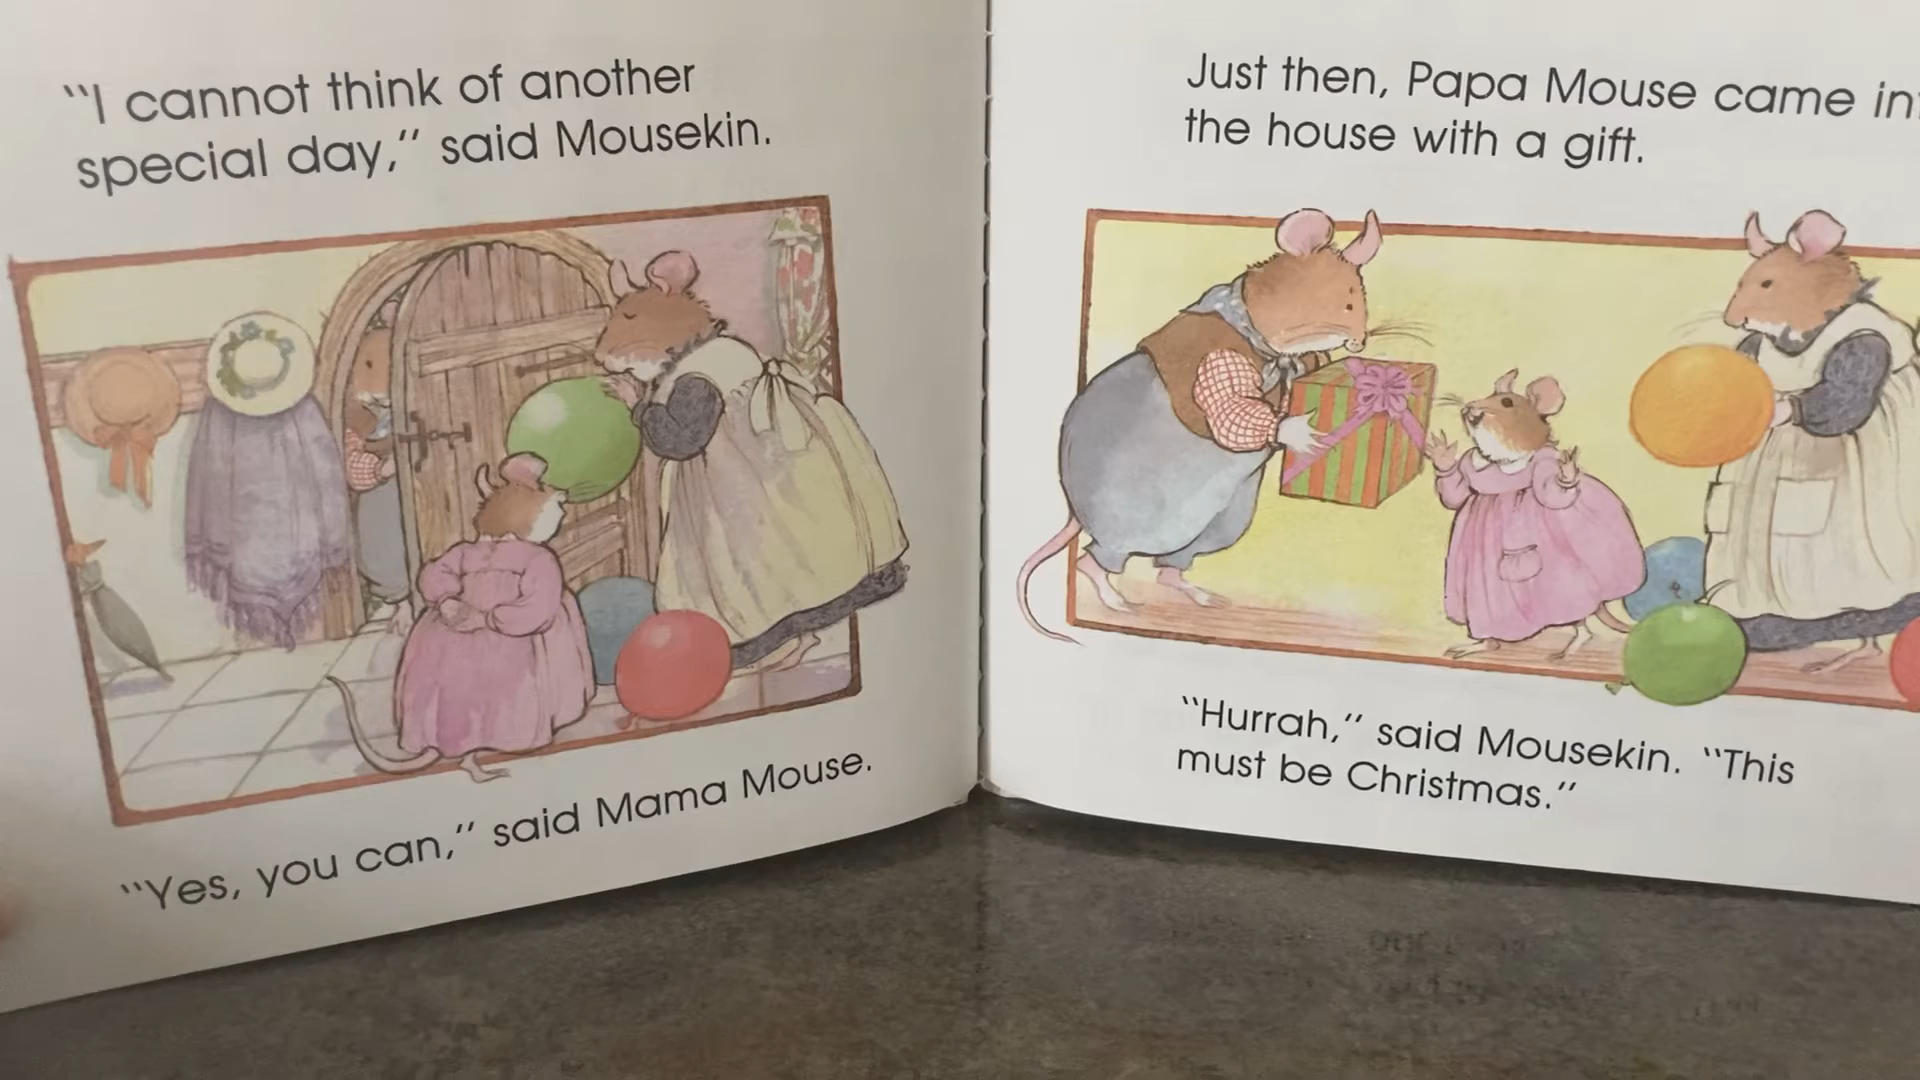 "I cannot think of another
special day," said Mousekin.
"Yes, you can," said Mama Mouse.
Just then, Papa Mouse came
the house with a gift.
"Hurrah," said Mousekin. "This
must be Christmas."